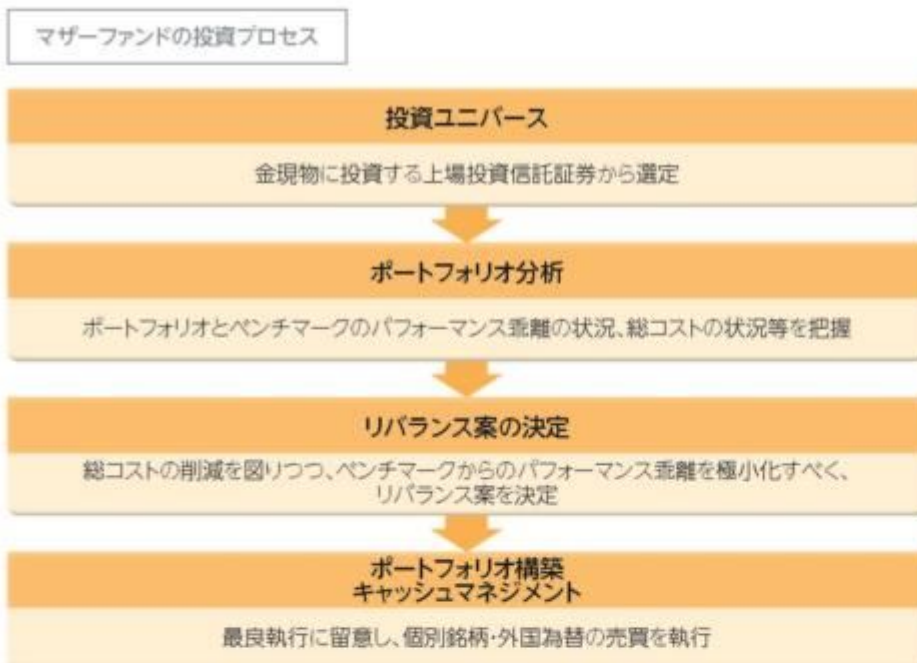 マザーファンドの投資プロセス
投資ユニバース
金現物に投資する上場投資信託証券から選定
ポートフォリオ分析
ポートフォリオとベンチマークのパフォーマンス乖離の状況、総コストの状況等を把握
リバランス案の決定
総コストの削減を図りつつ、ベンチマークからのパフォーマンス乖離を極小化すべく、
リバランス案を決定
ポートフォリオ構築
キャッシュマネジメント
最良執行に留意し、個別銘柄・外国為替の売買を執行